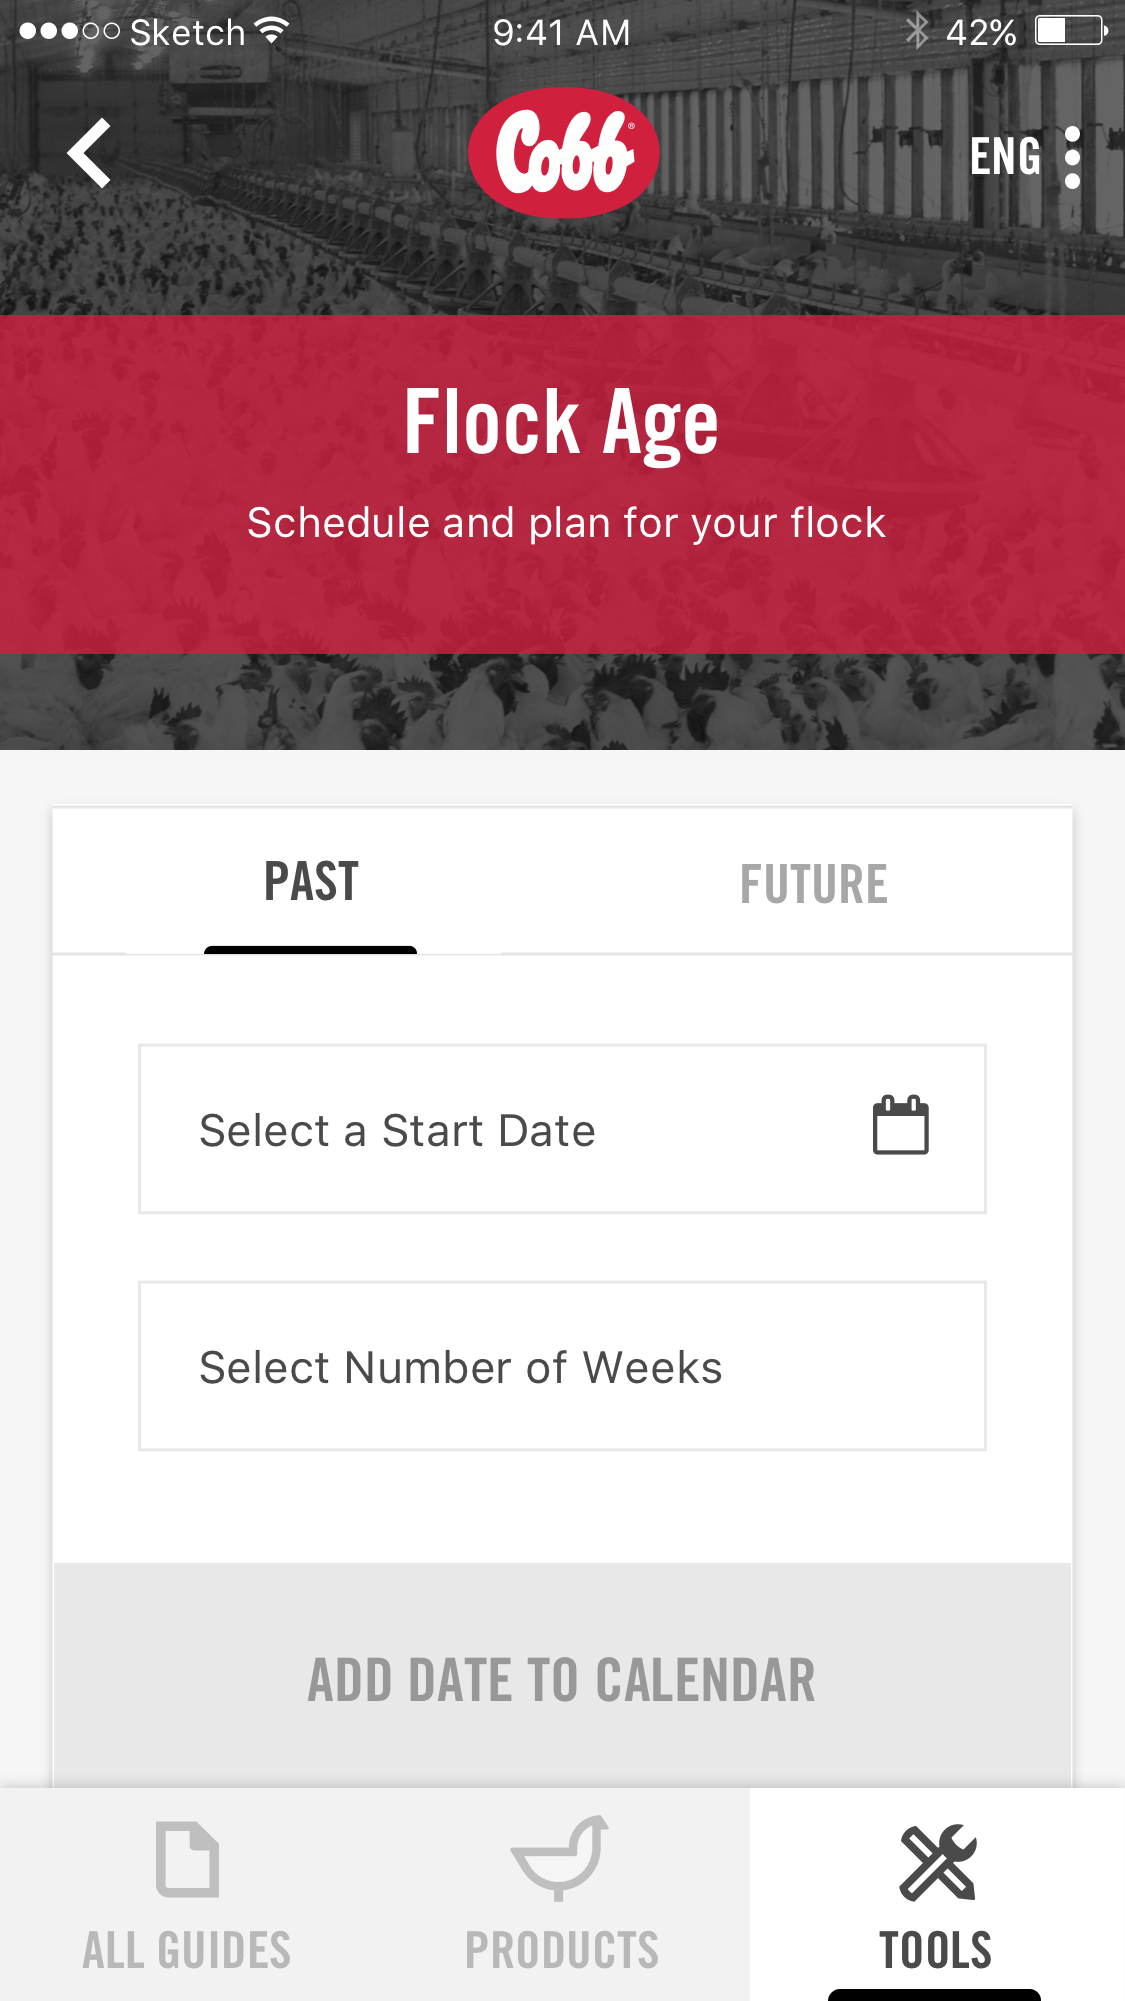 Sketch 9:41 AM 42%
Cobb® ENG
Flock Age
Schedule and plan for your flock
PAST FUTURE
Select a Start Date
Select Number of Weeks
ADD DATE TO CALENDAR
ALL GUIDES PRODUCTS TOOLS